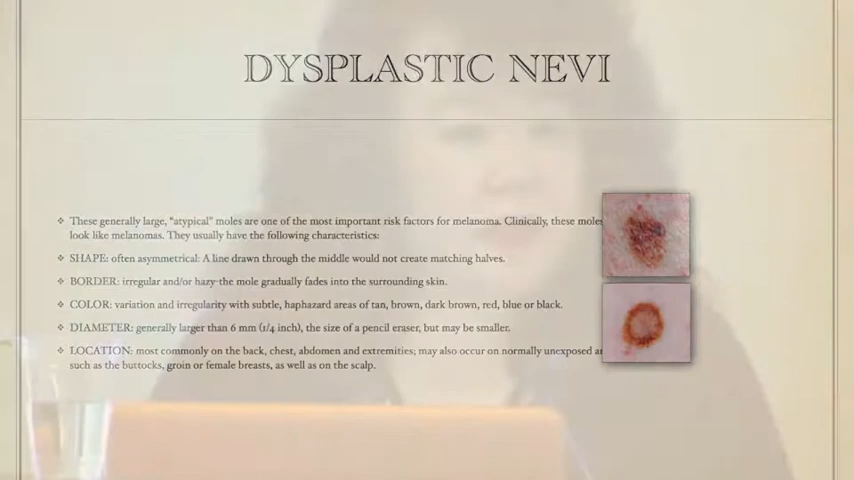 DYSPLASTIC NEVI
These generally large, "atypical" moles are one of the most important risk factors for melanoma. Clinically, these moles
look like melanomas. They usually have the following characteristics:
SHAPE: often asymmetrical: A line drawn through the middle would not create matching halves.
BORDER: irregular and/or hazy-the mole gradually fades into the surrounding skin.
COLOR: variation and irregularity with subtle, haphazard areas of tan, brown, dark brown, red, blue or black.
DIAMETER: generally larger than 6 mm (1/4 inch), the size of a pencil eraser, but may be smaller.
LOCATION: most commonly on the back, chest, abdomen and extremities; may also occur on normally unexposed
such as the buttocks, groin or female breasts, as well as on the scalp.